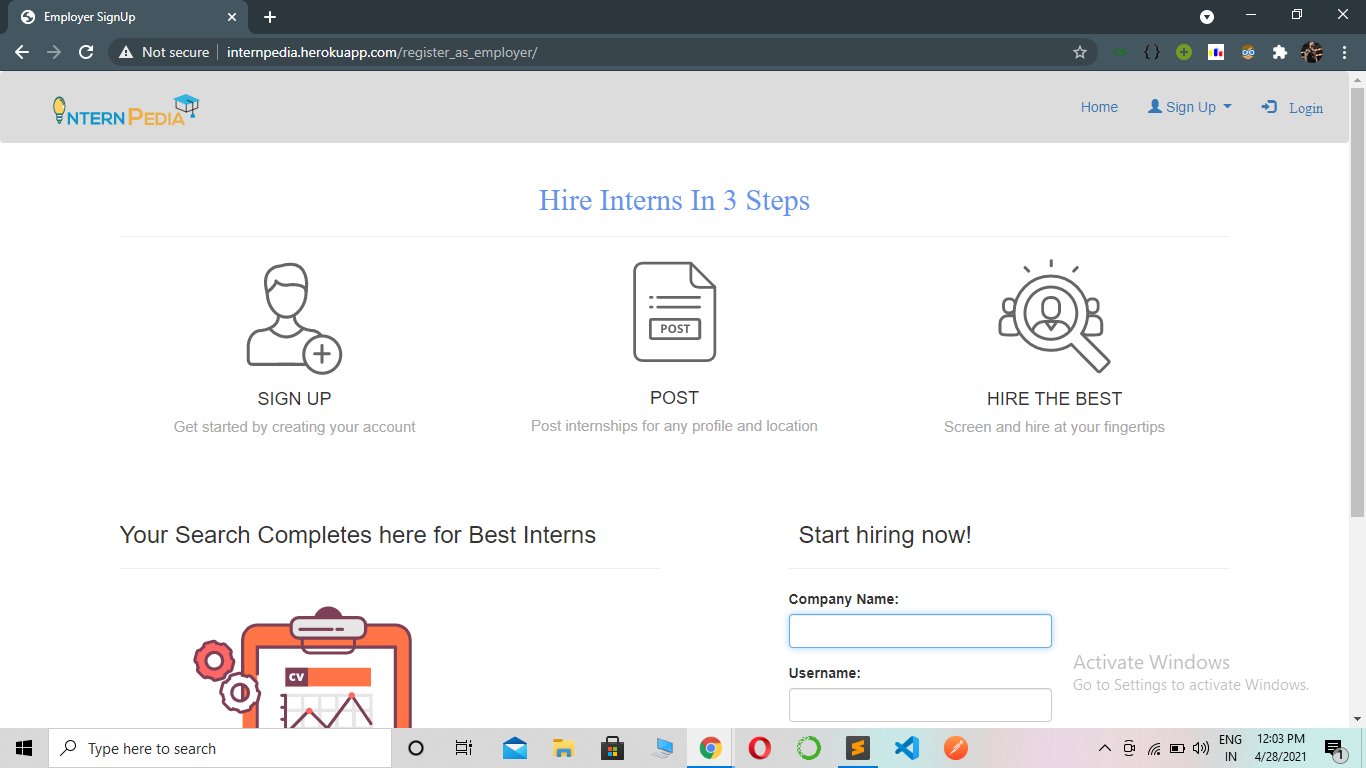 Employer SignUp
Not secure internpedia.herokuapp.com/register_as_employer/
INTERNPEDIA
Home Sign Up Login
Hire Interns In 3 Steps
POST
SIGN UP POST HIRE THE BEST
Get started by creating your account Post internships for any profile and location Screen and hire at your fingertips
Your Search Completes here for Best Interns Start hiring now!
Company Name:
CV
Username:
Activate Windows
Go to Settings to activate Windows.
Type here to search
ENG 12:03 PM
IN 4/28/2021
1